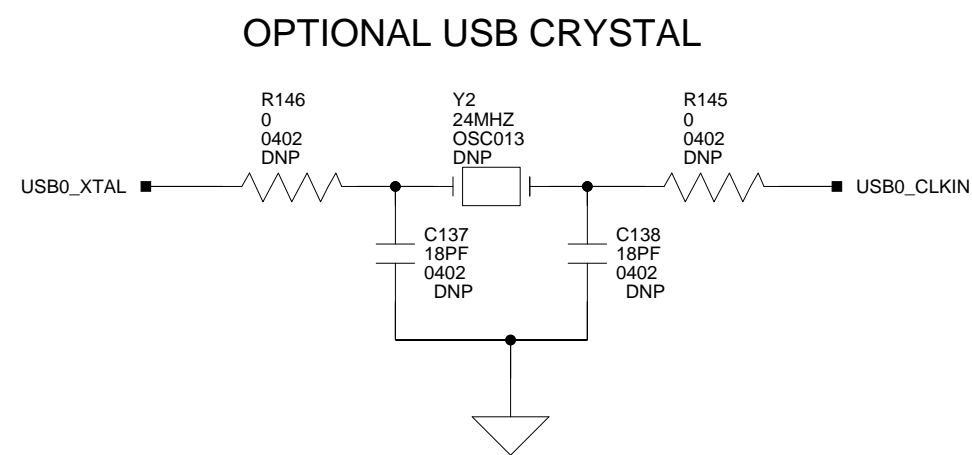 OPTIONAL USB CRYSTAL
R146
0
0402
DNP
Y2
24MHZ
OSC013
DNP
R145
0
0402
DNP
USB0_XTAL
USB0_CLKIN
C137
18PF
0402
DNP
C138
18PF
0402
DNP